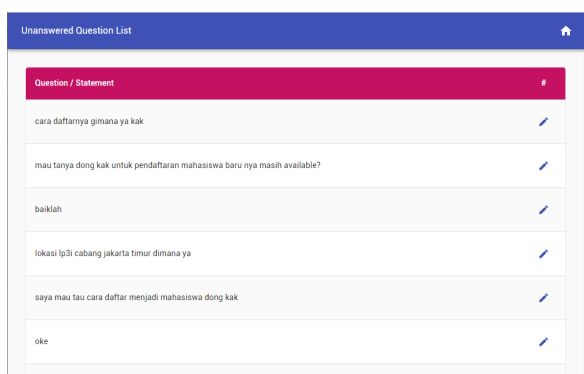 Unanswered Question List
Question / Statement #
cara daftarnya gimana ya kak
mau tanya dong kak untuk pendaftaran mahasiswa baru nya masih available?
baiklah
lokasi lp3i cabang jakarta timur dimana ya
saya mau tau cara daftar menjadi mahasiswa dong kak
oke